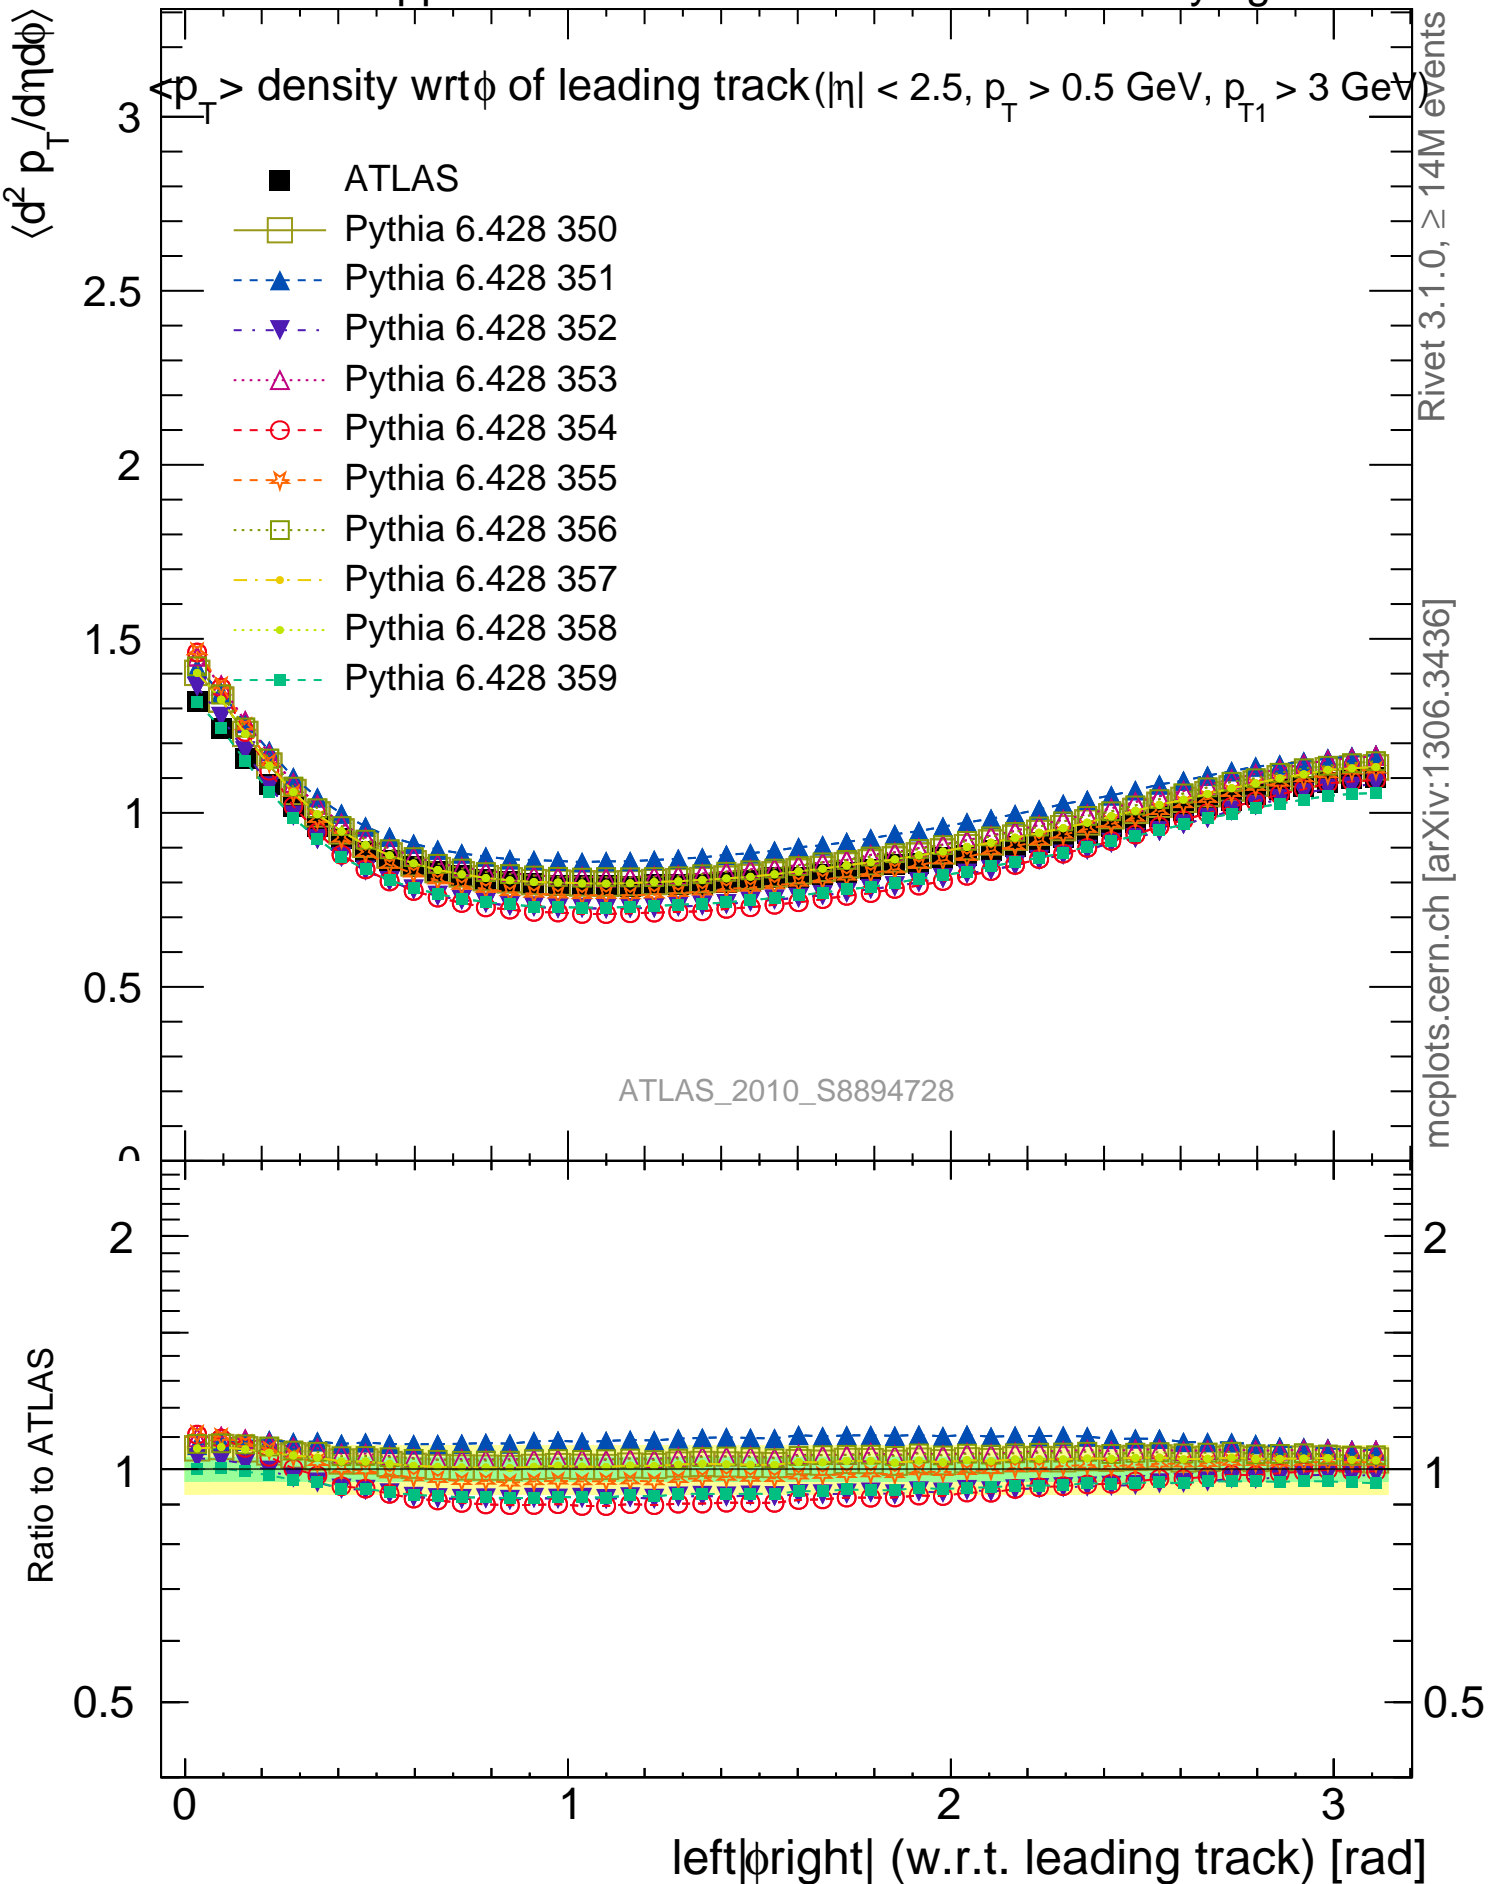 ⟨d² p_T/dηdϕ⟩
<p_T> density wrtϕ of leading track(|η| < 2.5, p_T > 0.5 GeV, p_T1 > 3 GeV)
ATLAS
Pythia 6.428 350
Pythia 6.428 351
Pythia 6.428 352
Pythia 6.428 353
Pythia 6.428 354
Pythia 6.428 355
Pythia 6.428 356
Pythia 6.428 357
Pythia 6.428 358
Pythia 6.428 359
3
2.5
2
1.5
1
0.5
0
ATLAS_2010_S8894728
Rivet 3.1.0, ≥ 14M events
mcplots.cern.ch [arXiv:1306.3436]
Ratio to ATLAS
2
1
0.5
2
1
0.5
0
1
2
3
left|ϕright| (w.r.t. leading track) [rad]